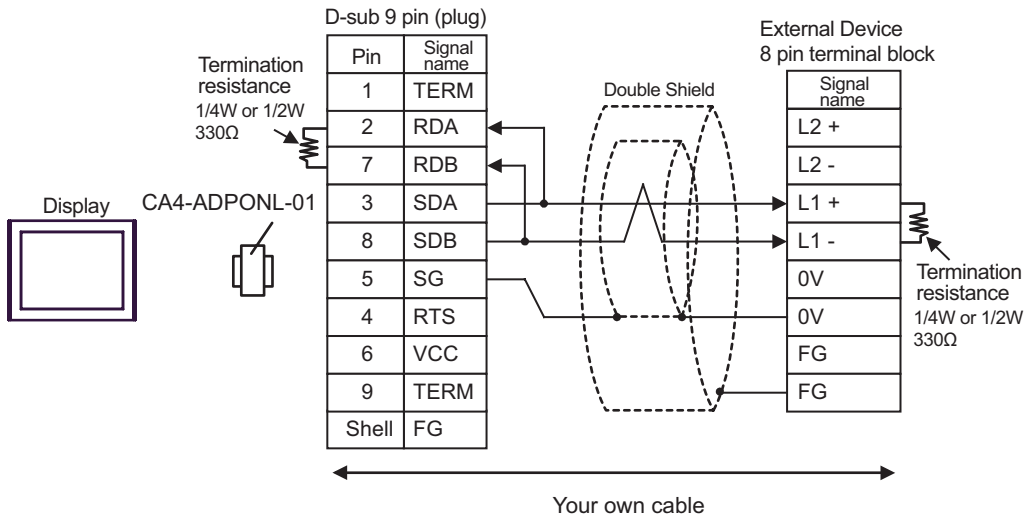 D-sub 9 pin (plug)
External Device
8 pin terminal block
Termination
resistance
1/4W or 1/2W
330Ω
Double Shield
Pin
Signal
name
1
TERM
2
RDA
7
RDB
3
SDA
8
SDB
5
SG
4
RTS
6
VCC
9
TERM
Shell
FG
Signal
name
L2 +
L2 -
L1 +
L1 -
0V
0V
FG
FG
Display
CA4-ADPONL-01
Termination
resistance
1/4W or 1/2W
330Ω
Your own cable